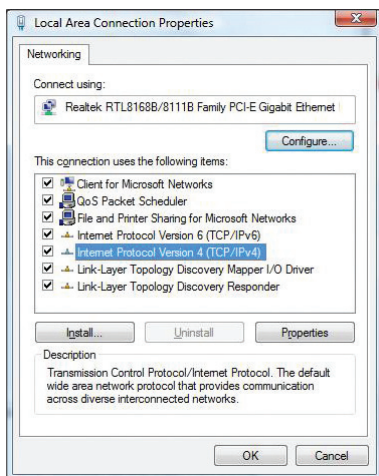 Local Area Connection Properties
Networking
Connect using:
Realtek RTL8168B/8111B Family PCI-E Gigabit Ethernet
Configure...
This connection uses the following items:
Client for Microsoft Networks
QoS Packet Scheduler
File and Printer Sharing for Microsoft Networks
Internet Protocol Version 6 (TCP/IPv6)
Internet Protocol Version 4 (TCP/IPv4)
Link-Layer Topology Discovery Mapper I/O Driver
Link-Layer Topology Discovery Responder
Install... Uninstall Properties
Description
Transmission Control Protocol/Internet Protocol. The default
wide area network protocol that provides communication
across diverse interconnected networks.
OK Cancel